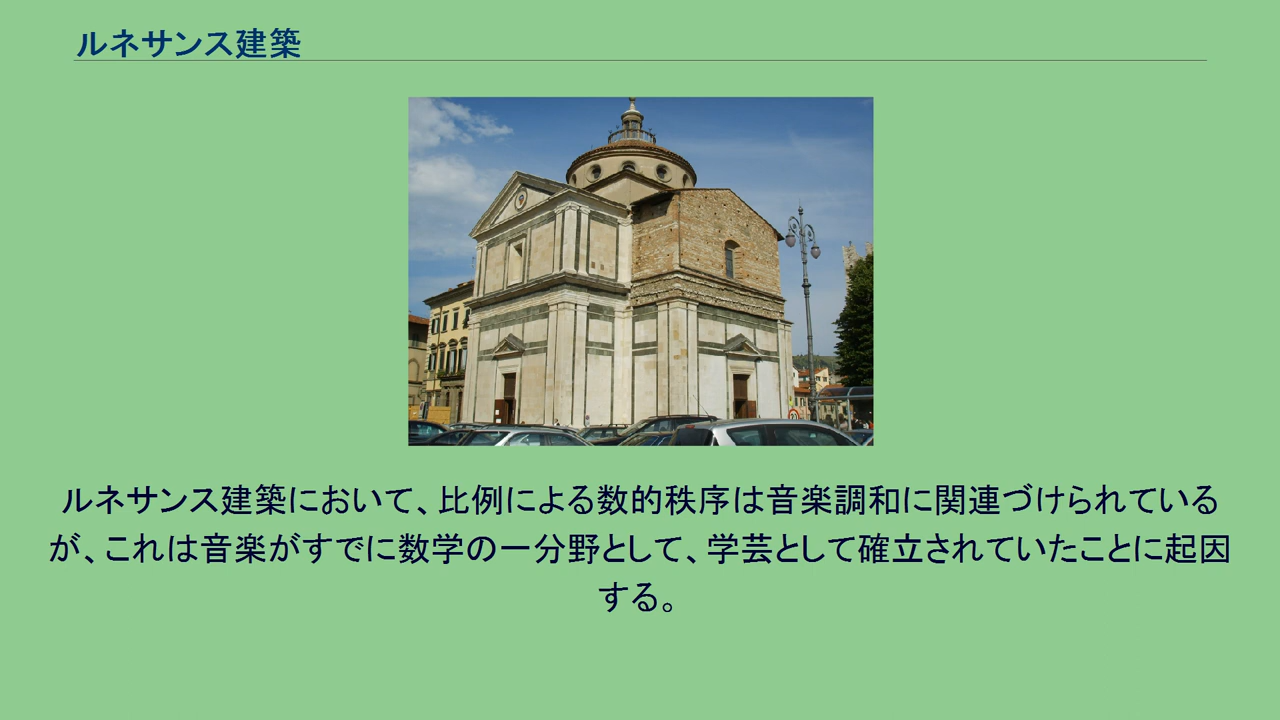 ルネサンス建築
ルネサンス建築において、比例による数的秩序は音楽調和に関連づけられている
が、これは音楽がすでに数学の一分野として、学芸として確立されていたことに起因
する。